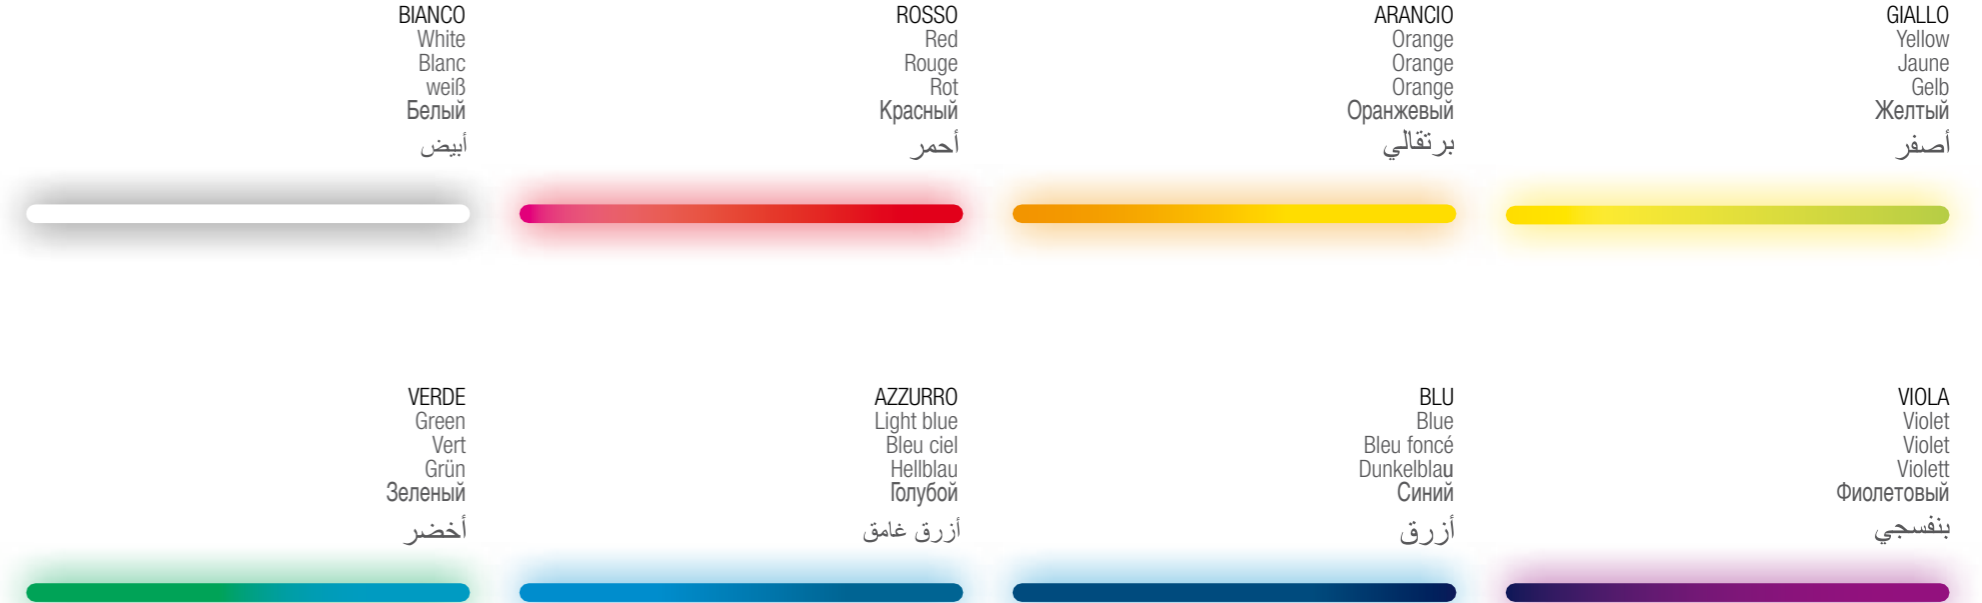 BIANCO
White
Blanc
weiß
Белый
أبيض
ROSSO
Red
Rouge
Rot
Красный
أحمر
ARANCIO
Orange
Orange
Orange
Оранжевый
برتقالي
GIALLO
Yellow
Jaune
Gelb
Желтый
أصفر
VERDE
Green
Vert
Grün
Зеленый
أخضر
AZZURRO
Light blue
Bleu ciel
Hellblau
Голубой
أزرق غامق
BLU
Blue
Bleu foncé
Dunkelblau
Синий
أزرق
VIOLA
Violet
Violet
Violett
Фиолетовый
بنفسجي